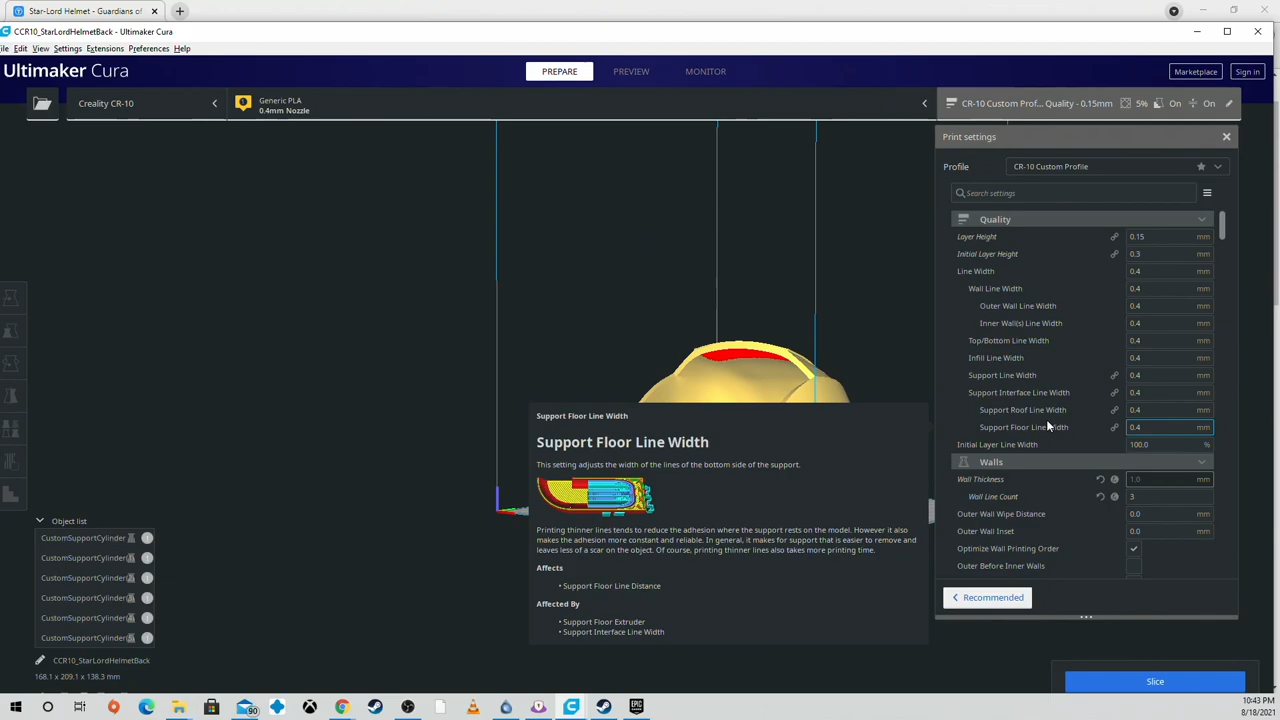 Star-Lord Helmet - Guardians of
CCR10_StarLordHelmetBack - Ultimaker Cura
ile Edit View Settings Extensions Preferences Help
Ultimaker Cura
PREPARE
PREVIEW
MONITOR
Marketplace
Sign in
Creality CR-10
Generic PLA
0.4mm Nozzle
CR-10 Custom Prof... Quality - 0.15mm
5%
On
On
Print settings
Profile
CR-10 Custom Profile
Search settings
Quality
Layer Height 0.15 mm
Initial Layer Height 0.3 mm
Line Width 0.4 mm
Wall Line Width 0.4 mm
Outer Wall Line Width 0.4 mm
Inner Wall(s) Line Width 0.4 mm
Top/Bottom Line Width 0.4 mm
Infill Line Width 0.4 mm
Support Line Width 0.4 mm
Support Interface Line Width 0.4 mm
Support Roof Line Width 0.4 mm
Support Floor Line Width 0.4 mm
Initial Layer Line Width 100.0 %
Walls
Wall Thickness 1.0 mm
Wall Line Count 3
Outer Wall Wipe Distance 0.0 mm
Outer Wall Inset 0.0 mm
Optimize Wall Printing Order
Outer Before Inner Walls
Recommended
Support Floor Line Width
Support Floor Line Width
This setting adjusts the width of the lines of the bottom side of the support.
Printing thinner lines tends to reduce the adhesion where the support rests on the model. However it also
makes the adhesion more constant and reliable. In general, it makes for support that is easier to remove and
leaves less of a scar on the object. Of course, printing thinner lines also takes more printing time.
Affects
• Support Floor Line Distance
Affected By
• Support Floor Extruder
• Support Interface Line Width
Object list
CustomSupportCylinder 1
CustomSupportCylinder 1
CustomSupportCylinder 1
CustomSupportCylinder 1
CustomSupportCylinder 1
CustomSupportCylinder 1
CCR10_StarLordHelmetBack
168.1 x 209.1 x 138.3 mm
Slice
90
EPIC
GAMES
10:43 PM
8/18/2021